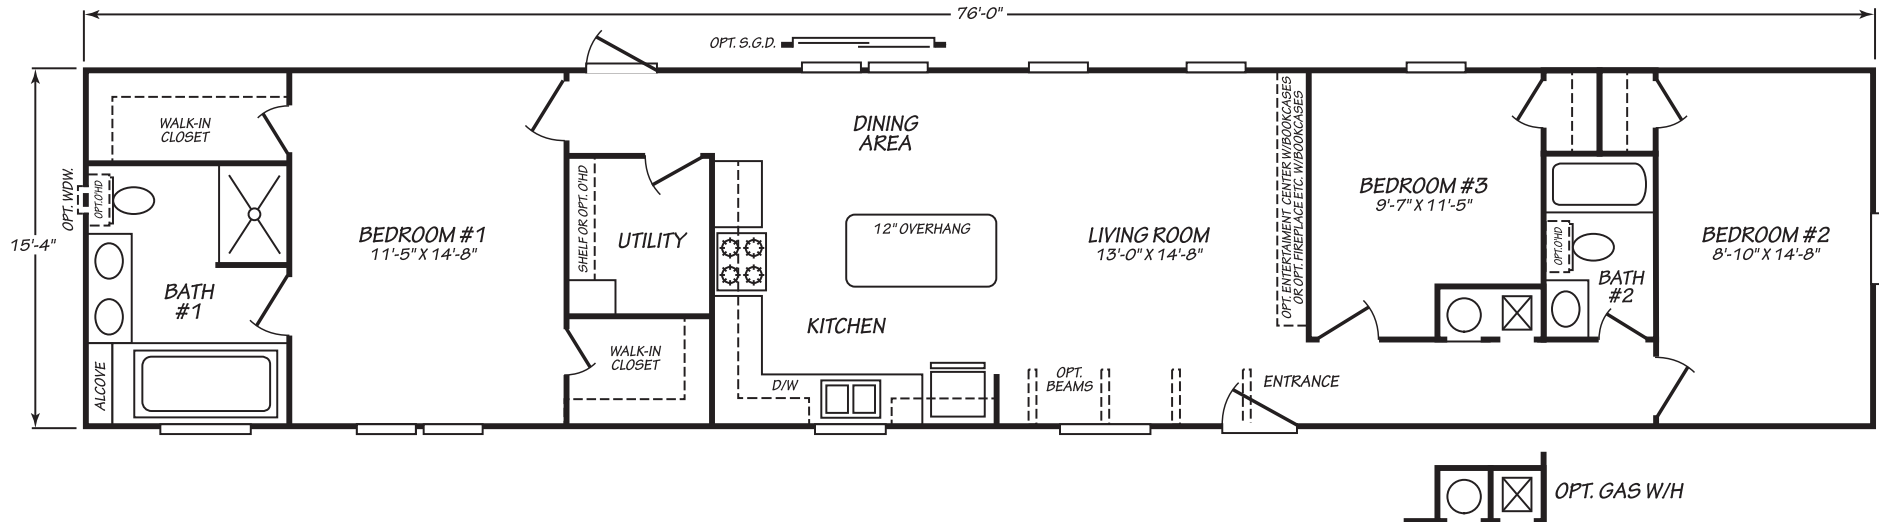 76'-0"
OPT. S.G.D.
15'-4"
WALK-IN
CLOSET
OPT. WDW.
OPT. O'HD
BATH
#1
ALCOVE
BEDROOM #1
11'-5" X 14'-8"
SHELF OR OPT. O'HD
UTILITY
WALK-IN
CLOSET
DINING
AREA
12" OVERHANG
KITCHEN
D/W
LIVING ROOM
13'-0" X 14'-8"
OPT.
BEAMS
ENTRANCE
OPT. ENTERTAIMENT CENTER W/BOOKCASES
OR OPT. FIREPLACE ETC. W/BOOKCASES
BEDROOM #3
9'-7" X 11'-5"
OPT. O'HD
BATH
#2
BEDROOM #2
8'-10" X 14'-8"
OPT. GAS W/H